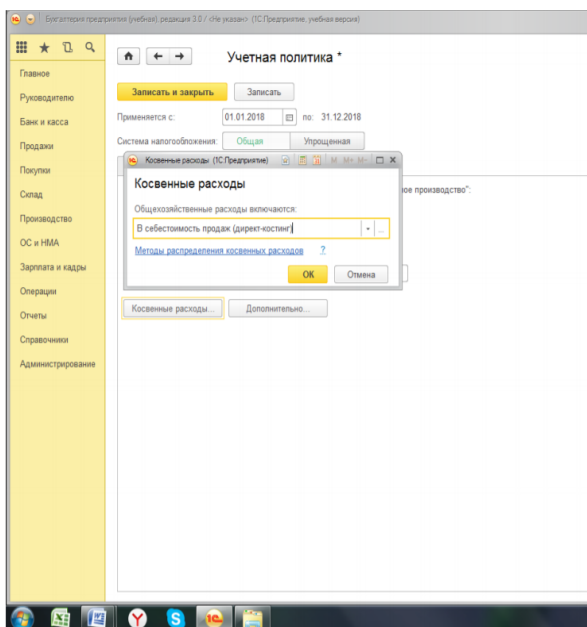 Бухгалтерия предприятия (учебная), редакция 3.0 / <Не указан> (1С:Предприятие, учебная версия)
Учетная политика *
Главное
Руководителю
Банк и касса
Продажи
Покупки
Склад
Производство
ОС и НМА
Зарплата и кадры
Операции
Отчеты
Справочники
Администрирование
Записать и закрыть Записать
Применяется с: 01.01.2018 по: 31.12.2018
Система налогообложения: Общая Упрощенная
Косвенные расходы (1С:Предприятие) M M+ M-
Косвенные расходы
ое производство":
Общехозяйственные расходы включаются:
В себестоимость продаж (директ-костинг)
Методы распределения косвенных расходов ?
ОК Отмена
Косвенные расходы... Дополнительно...